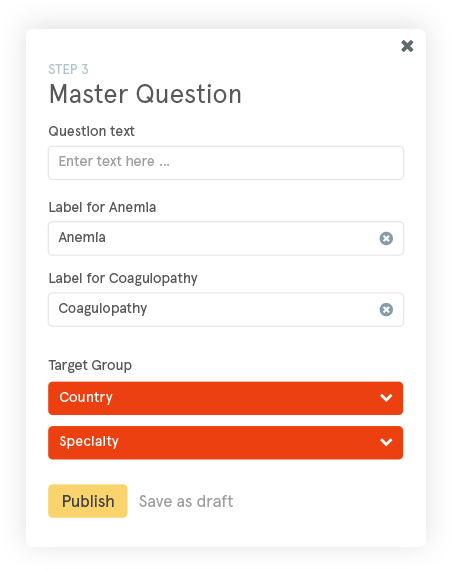 STEP 3
Master Question
Question text
Enter text here ...
Label for Anemia
Anemia
Label for Coagulopathy
Coagulopathy
Target Group
Country
Specialty
Publish Save as draft